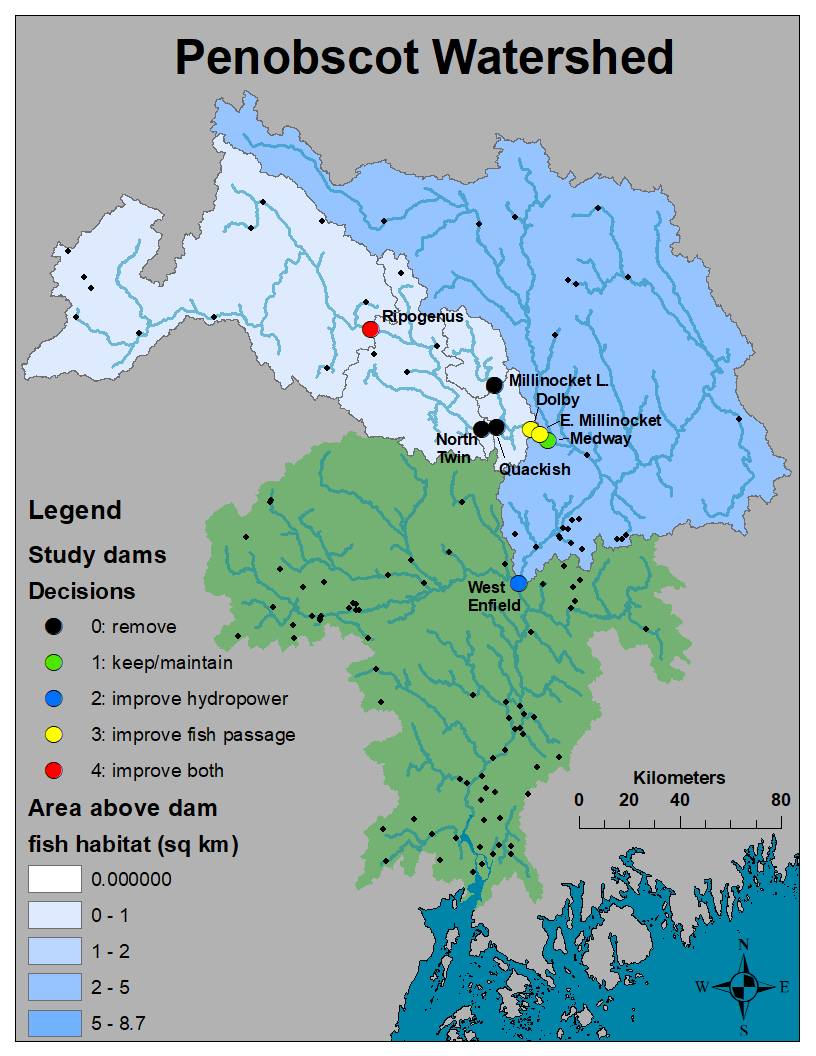 Penobscot Watershed
Ripogenus
Millinocket L.
Dolby
E. Millinocket
Medway
North
Twin
Quackish
West
Enfield
Legend
Study dams
Decisions
0: remove
1: keep/maintain
2: improve hydropower
3: improve fish passage
4: improve both
Area above dam
fish habitat (sq km)
0.000000
0 - 1
1 - 2
2 - 5
5 - 8.7
Kilometers
0 20 40 80
N
W E
S